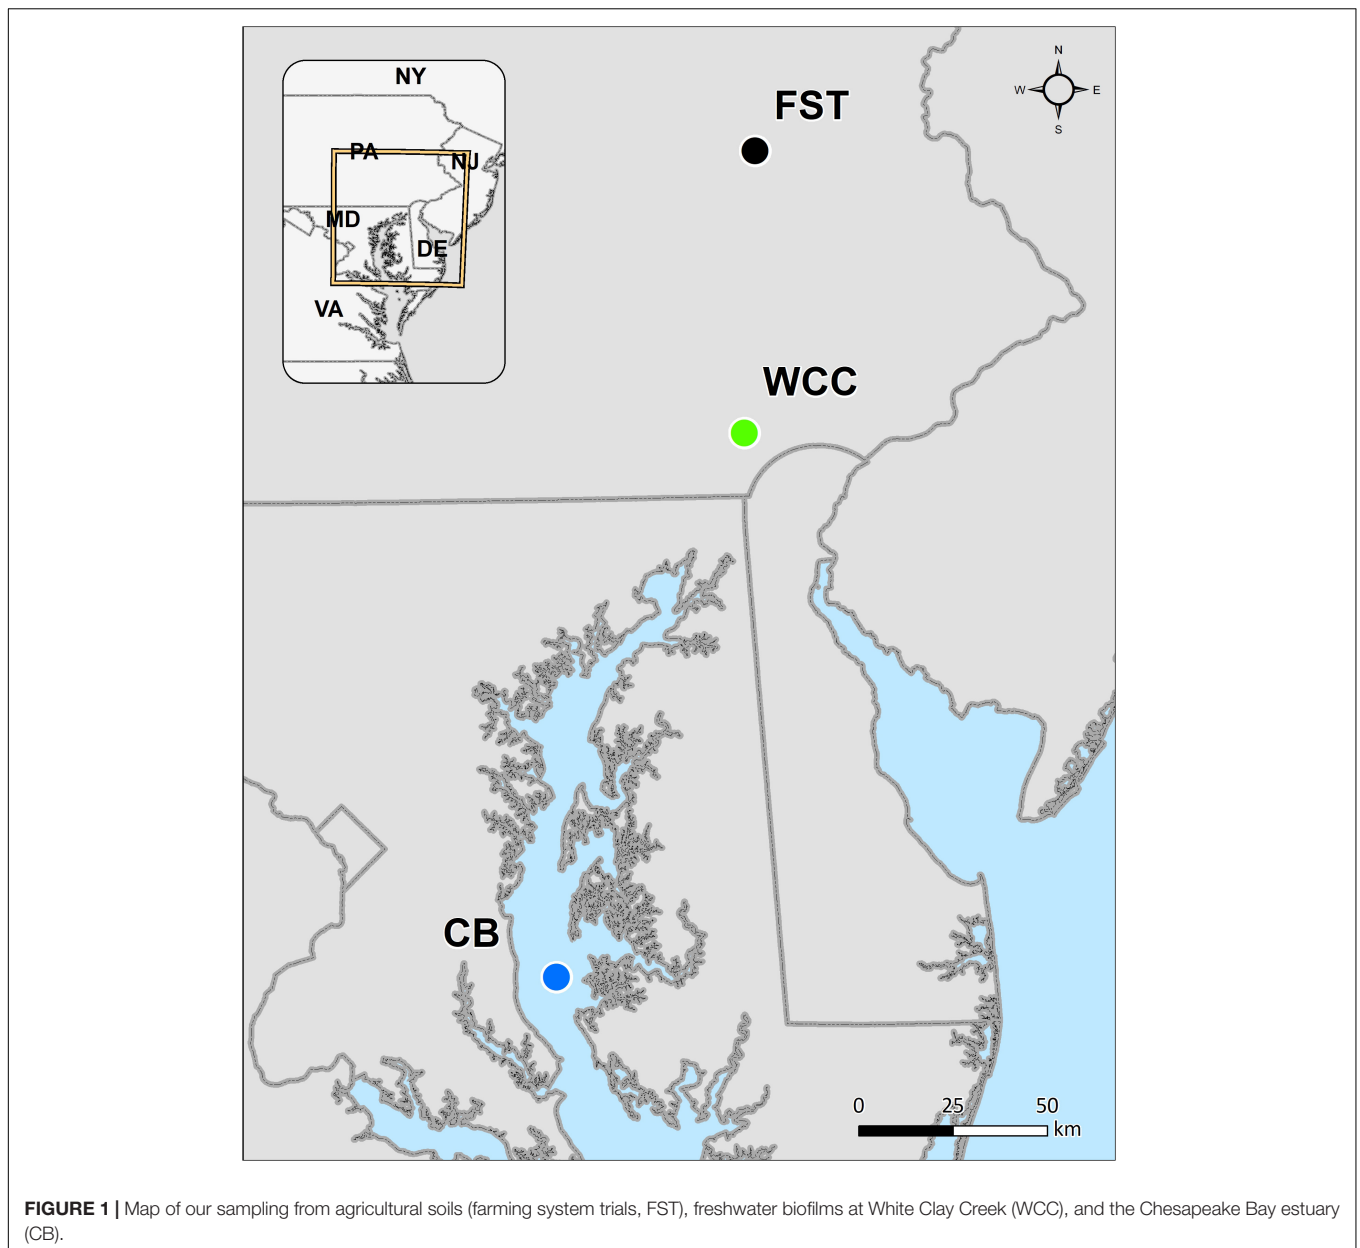 NY
PA
NJ
MD
DE
VA
N
W E
S
FST
WCC
CB
0 25 50
km
FIGURE 1 | Map of our sampling from agricultural soils (farming system trials, FST), freshwater biofilms at White Clay Creek (WCC), and the Chesapeake Bay estuary
(CB).